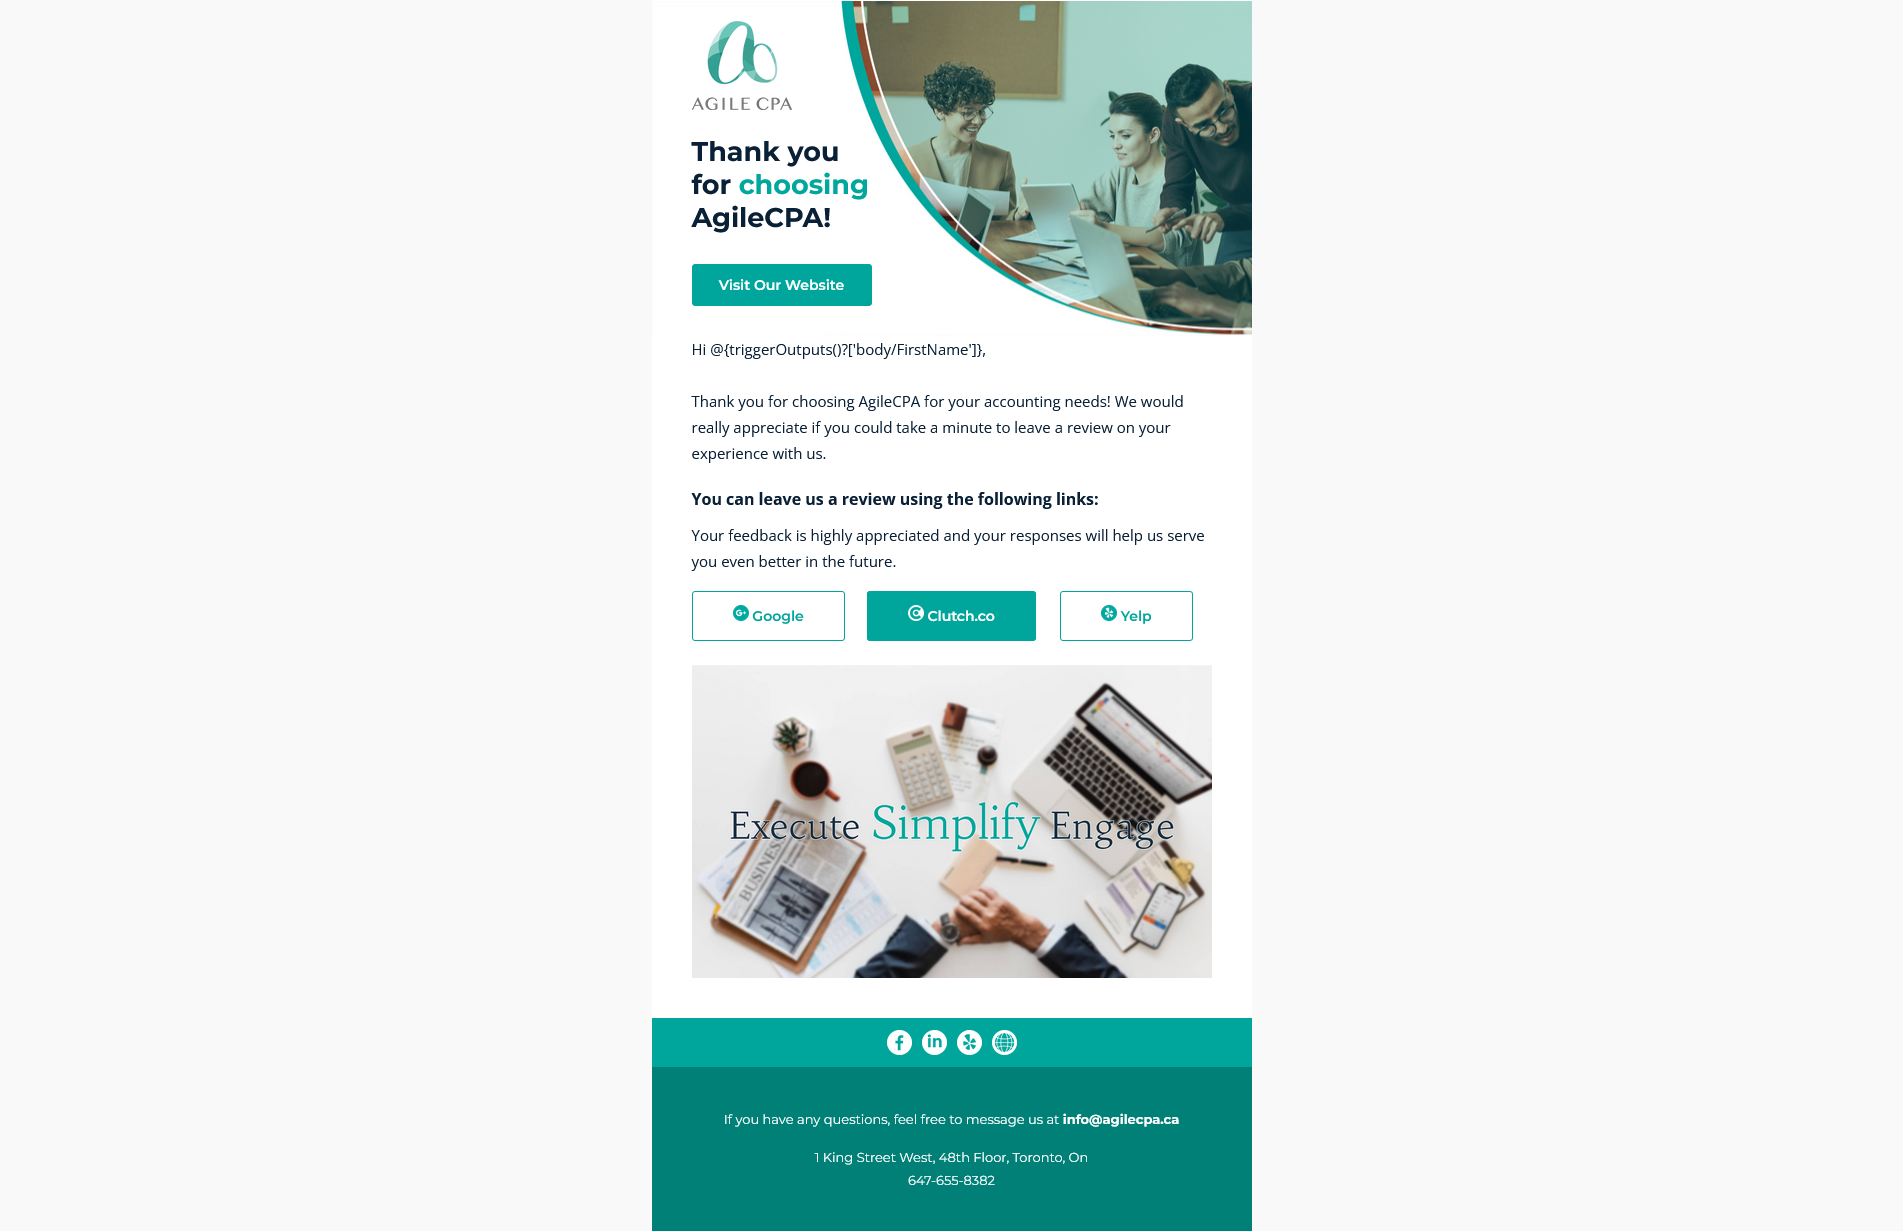 AGILE CPA
Thank you
for choosing
AgileCPA!
Visit Our Website
Hi @{triggerOutputs()?['body/FirstName']},
Thank you for choosing AgileCPA for your accounting needs! We would
really appreciate if you could take a minute to leave a review on your
experience with us.
You can leave us a review using the following links:
Your feedback is highly appreciated and your responses will help us serve
you even better in the future.
G+ Google
Clutch.co
Yelp
Execute Simplify Engage
BUSINESS
f
in
If you have any questions, feel free to message us at info@agilecpa.ca
1 King Street West, 48th Floor, Toronto, On
647-655-8382